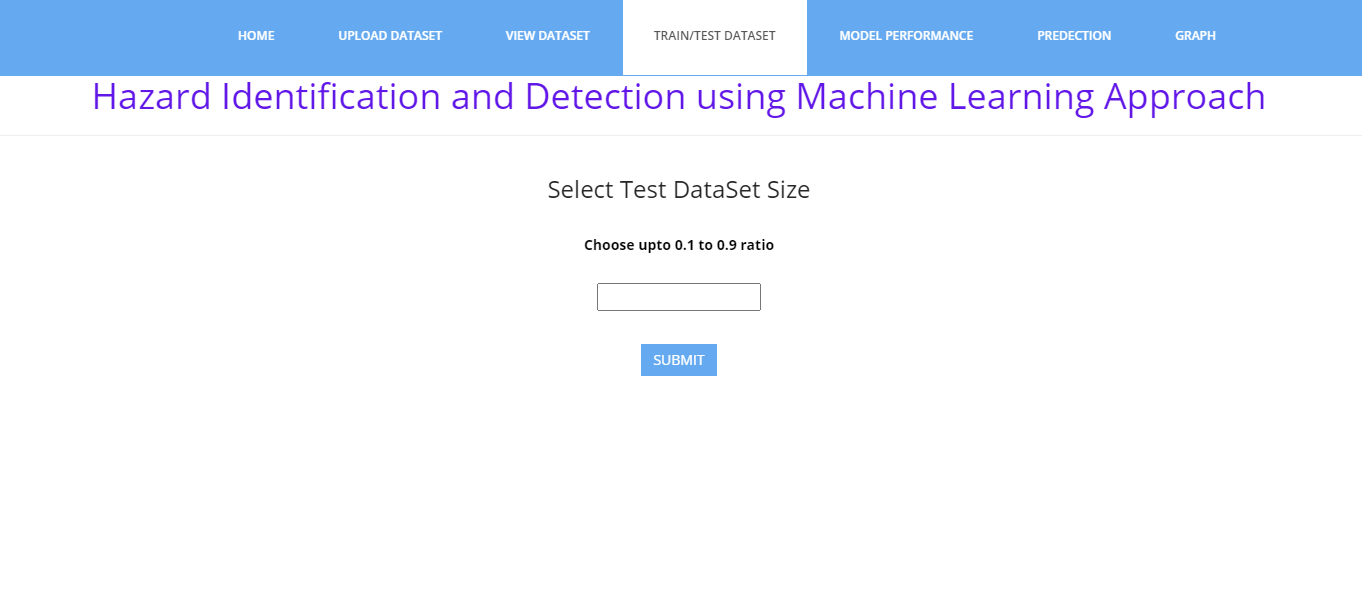 HOME UPLOAD DATASET VIEW DATASET TRAIN/TEST DATASET MODEL PERFORMANCE PREDECTION GRAPH
Hazard Identification and Detection using Machine Learning Approach
Select Test DataSet Size
Choose upto 0.1 to 0.9 ratio
SUBMIT